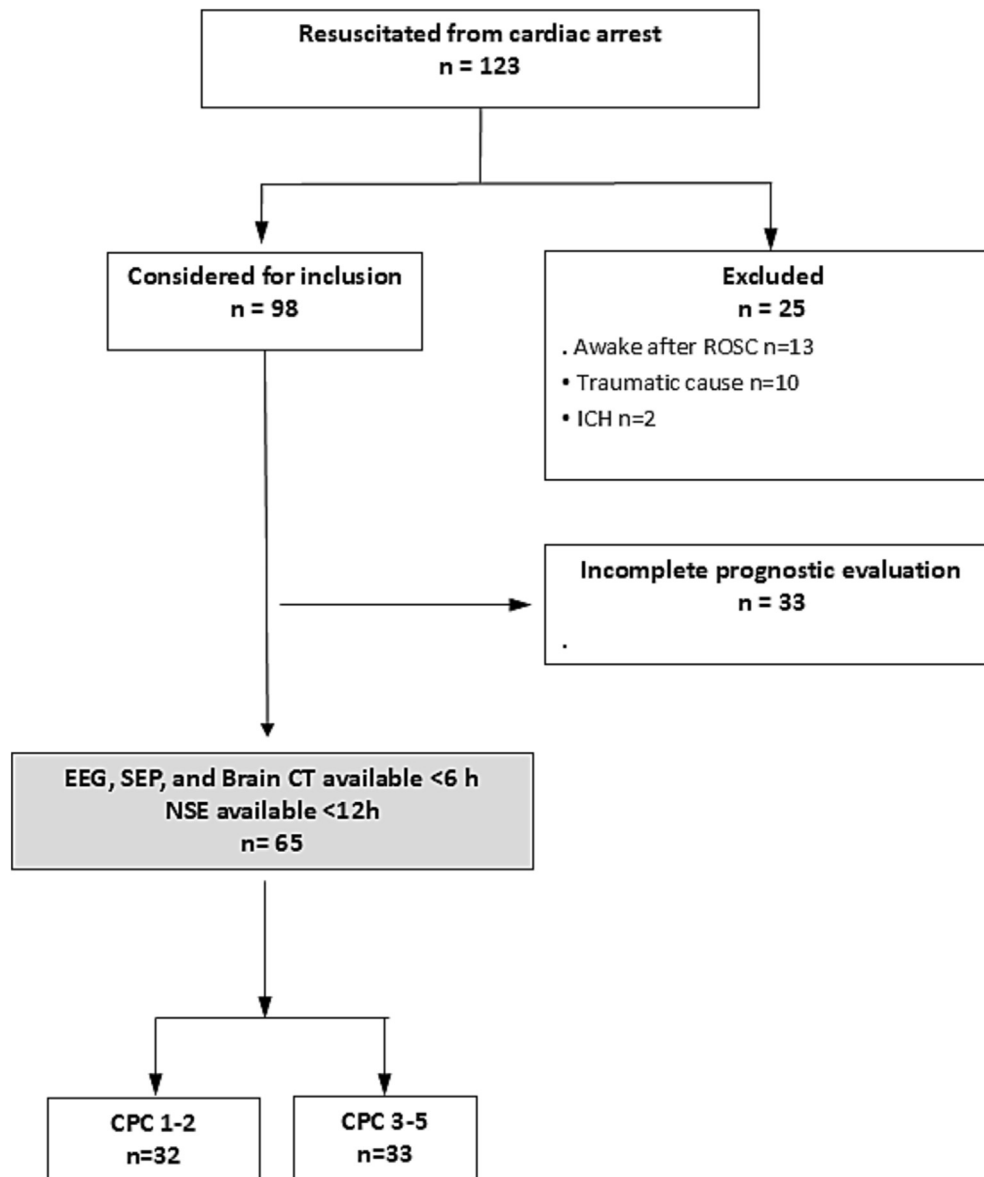 Resuscitated from cardiac arrest
n = 123
Considered for inclusion
n = 98
Excluded
n = 25
. Awake after ROSC n=13
• Traumatic cause n=10
• ICH n=2
Incomplete prognostic evaluation
n = 33
.
EEG, SEP, and Brain CT available <6 h
NSE available <12h
n= 65
CPC 1-2
n=32
CPC 3-5
n=33